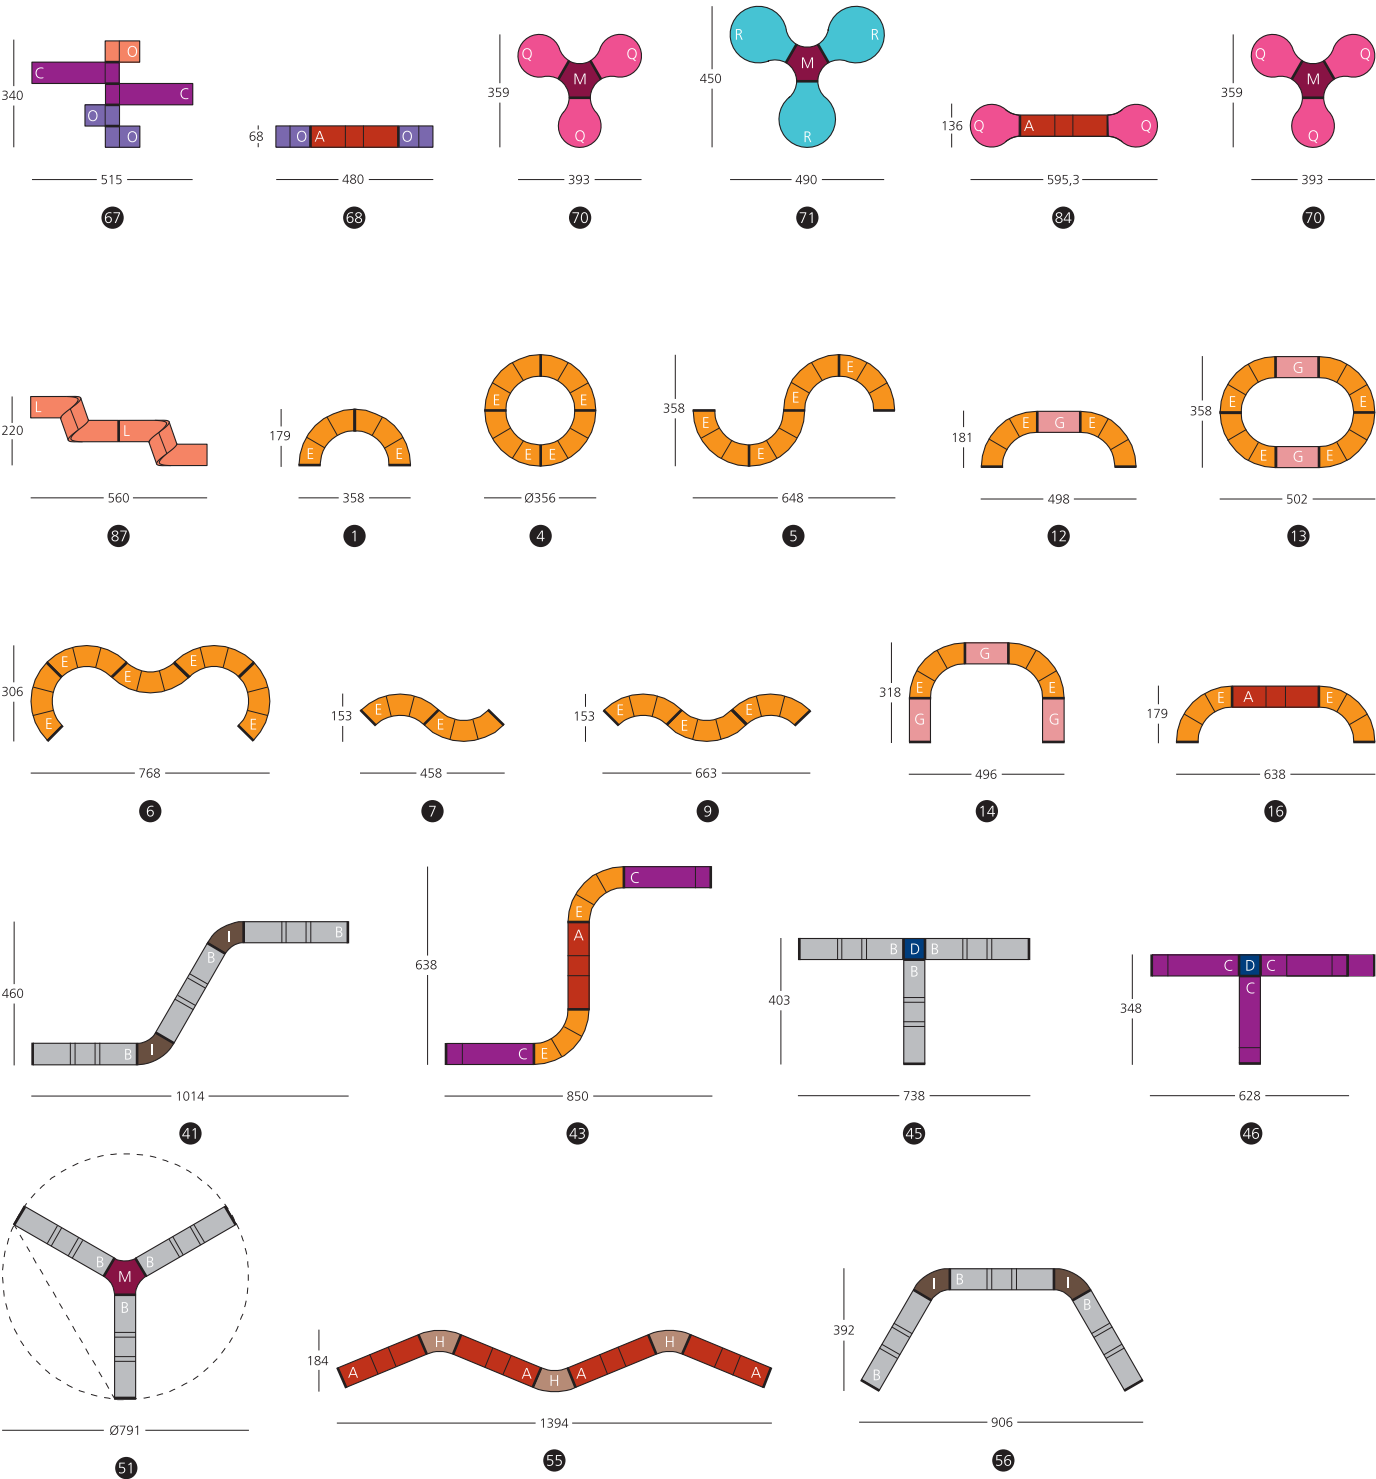 O
C
340
C
O
O
515
67
68
O A O
480
68
359
Q Q
M
Q
393
70
450
R R
M
R
490
71
136
Q A Q
595,3
84
359
Q Q
M
Q
393
70
220
L
L
560
87
179
E E
358
1
E E
E E
Ø356
4
358
E E
E E
648
5
181
E G E
498
12
358
G
E E
E G E
502
13
306
E E
E
E E
768
6
153
E
E
458
7
153
E E
E
663
9
318
G
E E
G G
496
14
179
E A E
638
16
460
I B
B
B I
1014
41
638
C
E
A
C E
850
43
403
B D B
B
738
45
348
C D C
C
628
46
B B
M
B
Ø791
51
184
H H
A A A A
H
1394
55
392
I B I
B
B
906
56